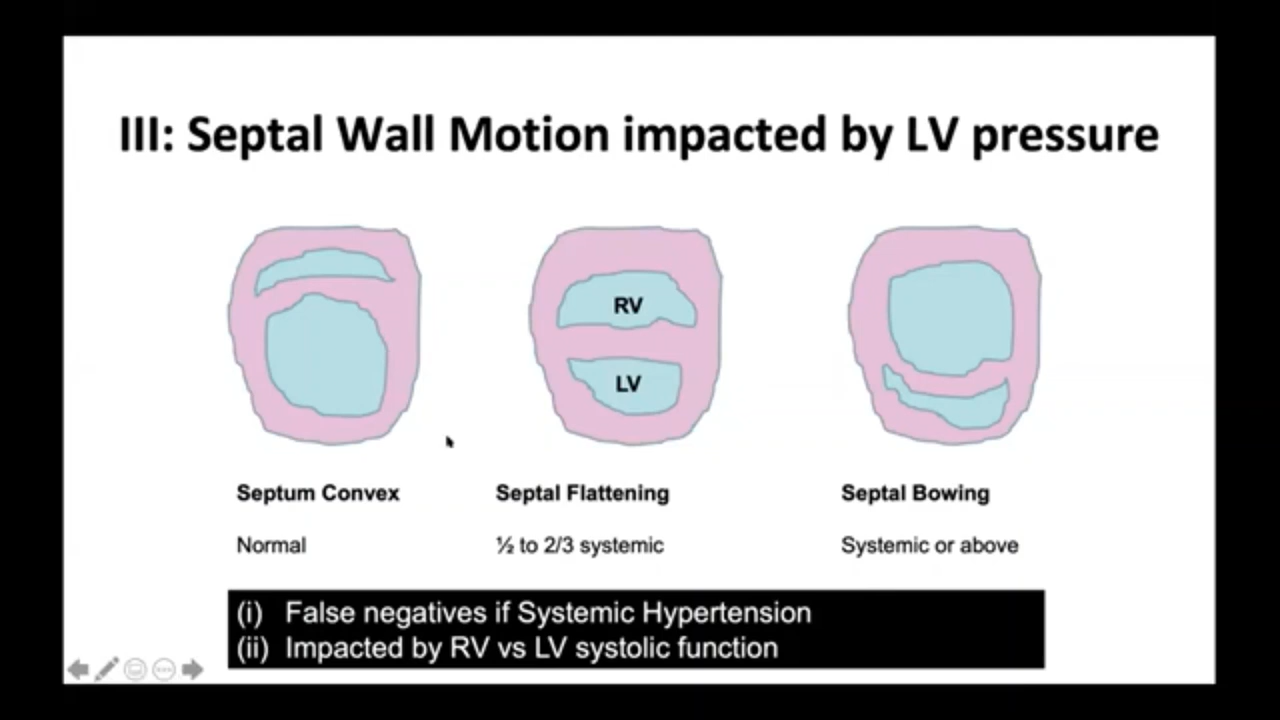 III: Septal Wall Motion impacted by LV pressure
RV
LV
Septum Convex
Septal Flattening
Septal Bowing
Normal
½ to 2/3 systemic
Systemic or above
(i) False negatives if Systemic Hypertension
(ii) Impacted by RV vs LV systolic function